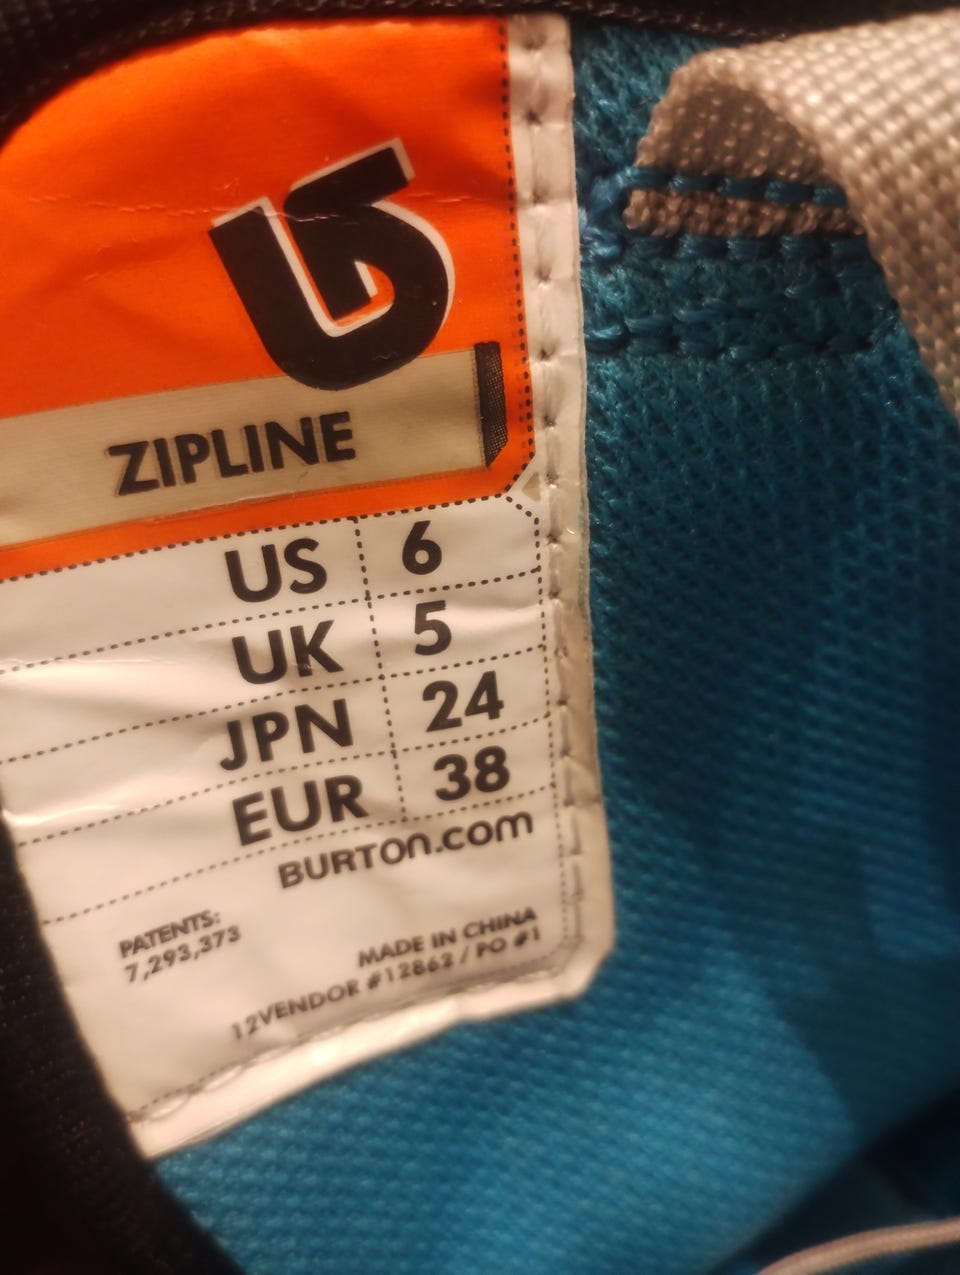 ZIPLINE
US 6
UK 5
JPN 24
EUR 38
BURTON.COM
PATENTS:
7,293,373
MADE IN CHINA
12VENDOR #12862 / PO #1